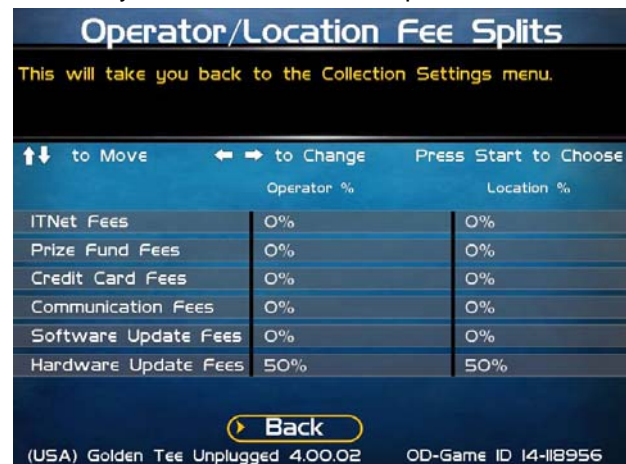 Operator/Location Fee Splits
This will take you back to the Collection Settings menu.
to Move to Change Press Start to Choose
Operator % Location %
ITNet Fees 0% 0%
Prize Fund Fees 0% 0%
Credit Card Fees 0% 0%
Communication Fees 0% 0%
Software Update Fees 0% 0%
Hardware Update Fees 50% 50%
Back
(USA) Golden Tee Unplugged 4.00.02 OD-Game ID 14-118956